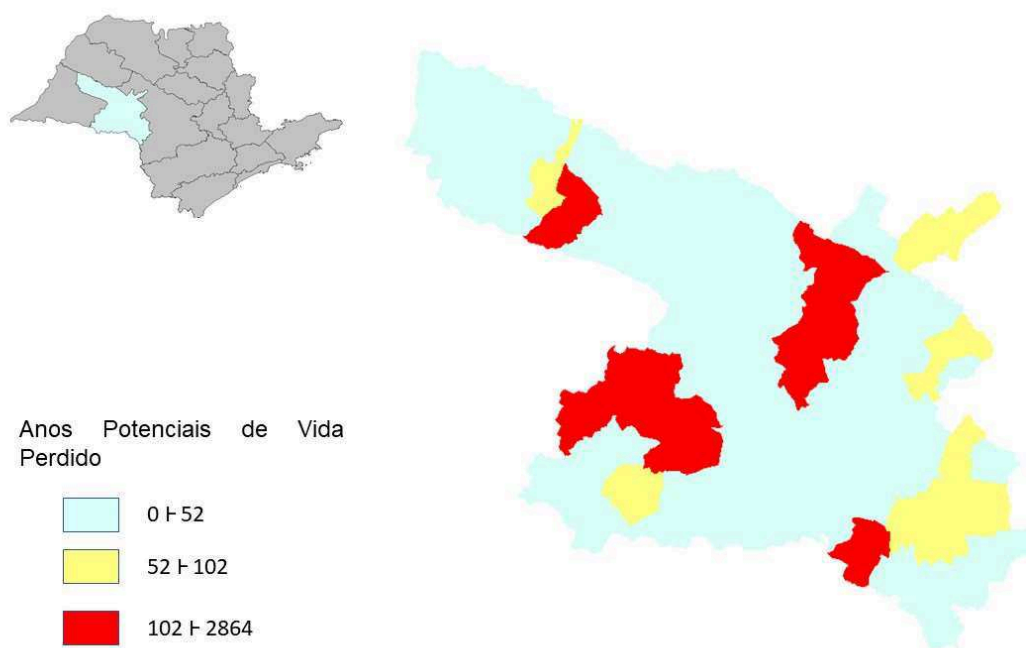 Anos Potenciais de Vida
Perdido
0 Ⱶ 52
52 Ⱶ 102
102 Ⱶ 2864